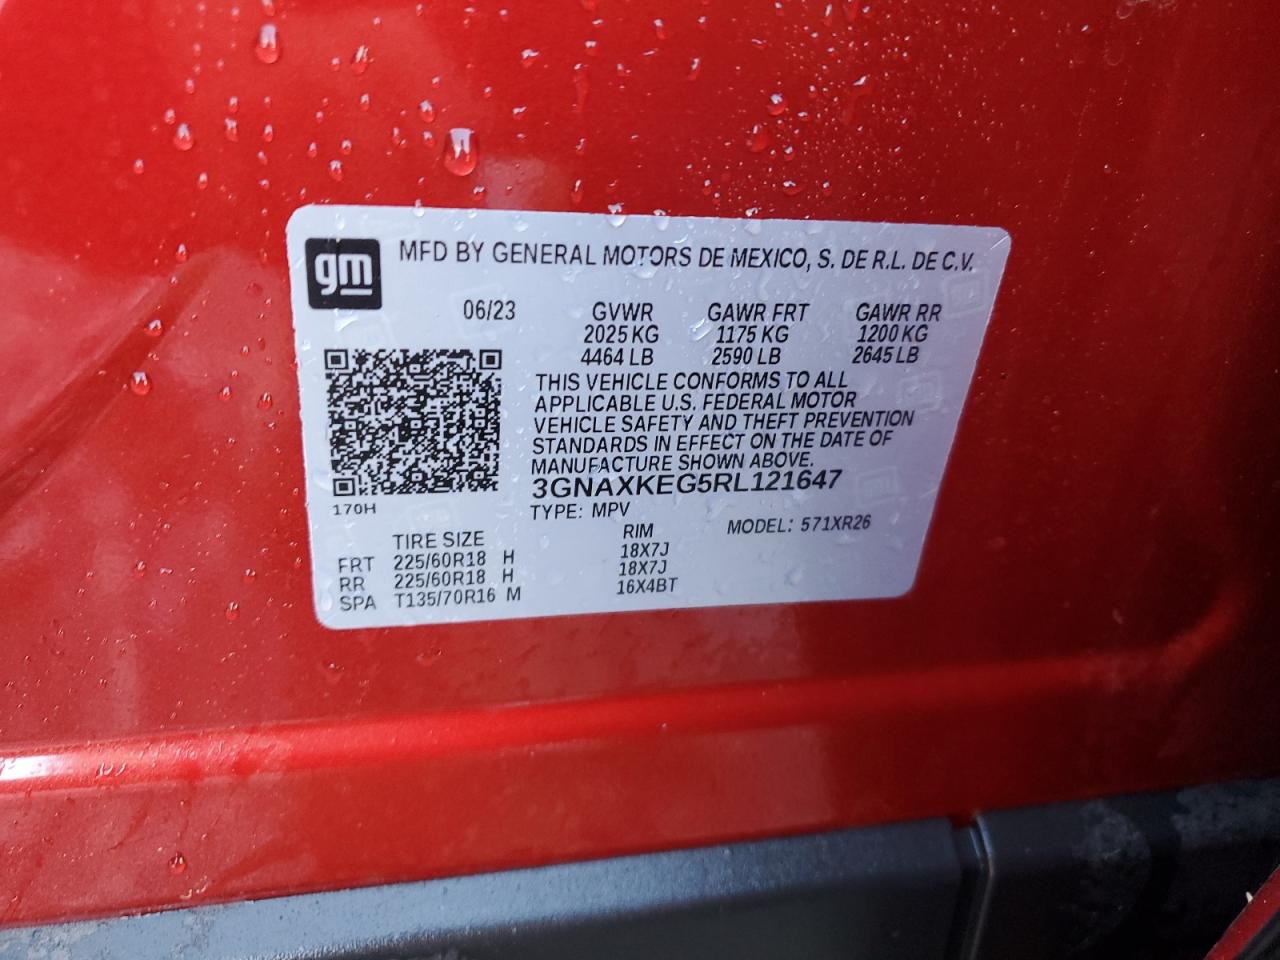 gm
MFD BY GENERAL MOTORS DE MEXICO, S. DE R.L. DE C.V.
06/23 GVWR GAWR FRT GAWR RR
2025 KG 1175 KG 1200 KG
4464 LB 2590 LB 2645 LB
THIS VEHICLE CONFORMS TO ALL
APPLICABLE U.S. FEDERAL MOTOR
VEHICLE SAFETY AND THEFT PREVENTION
STANDARDS IN EFFECT ON THE DATE OF
MANUFACTURE SHOWN ABOVE.
3GNAXKEG5RL121647
170H
TYPE: MPV MODEL: 571XR26
TIRE SIZE RIM
FRT 225/60R18 H 18X7J
RR 225/60R18 H 18X7J
SPA T135/70R16 M 16X4BT